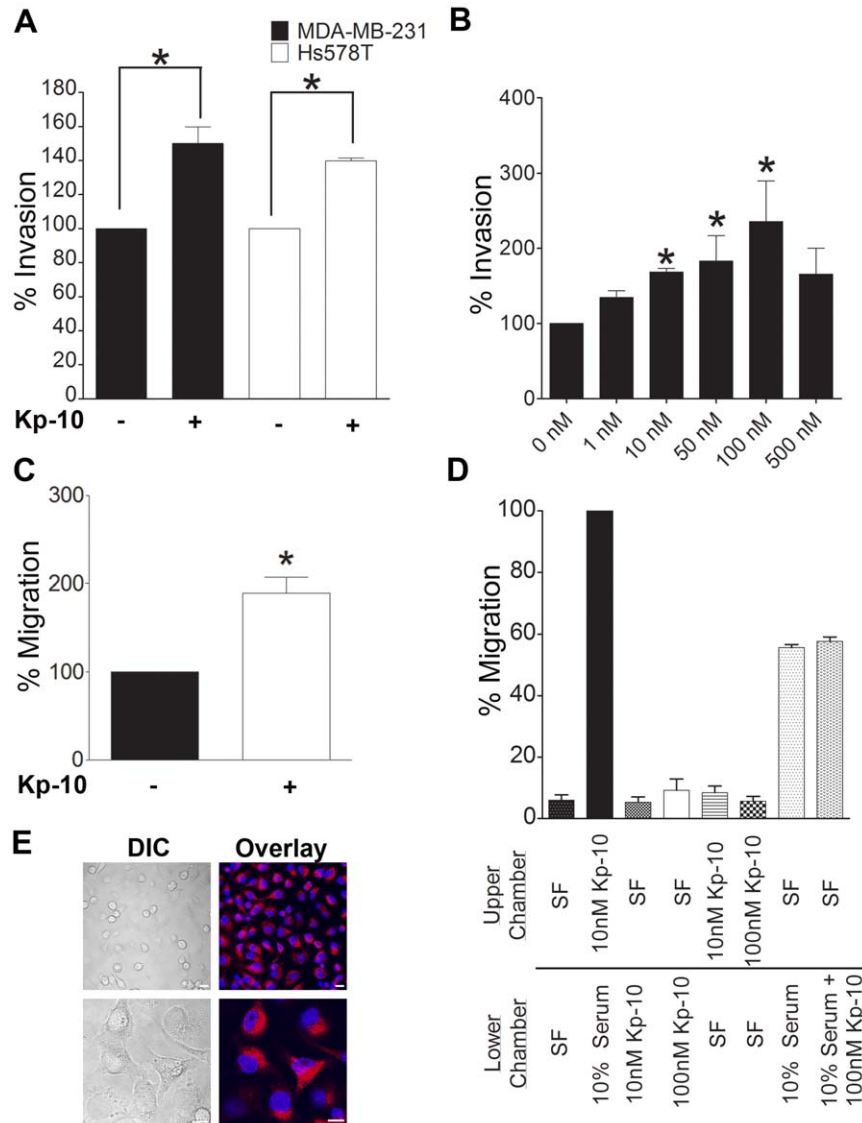 A
MDA-MB-231
Hs578T
*
*
% Invasion
180
160
140
120
100
80
60
40
20
0
Kp-10
-
+
-
+
B
% Invasion
400
300
200
100
0
*
*
*
0 nM
1 nM
10 nM
50 nM
100 nM
500 nM
C
% Migration
300
200
100
0
*
Kp-10
-
+
D
% Migration
100
80
60
40
20
0
Upper
Chamber
SF
10nM Kp-10
SF
SF
10nM Kp-10
100nM Kp-10
SF
SF
Lower
Chamber
SF
10% Serum
10nM Kp-10
100nM Kp-10
SF
SF
10% Serum
10% Serum +
100nM Kp-10
E
DIC
Overlay